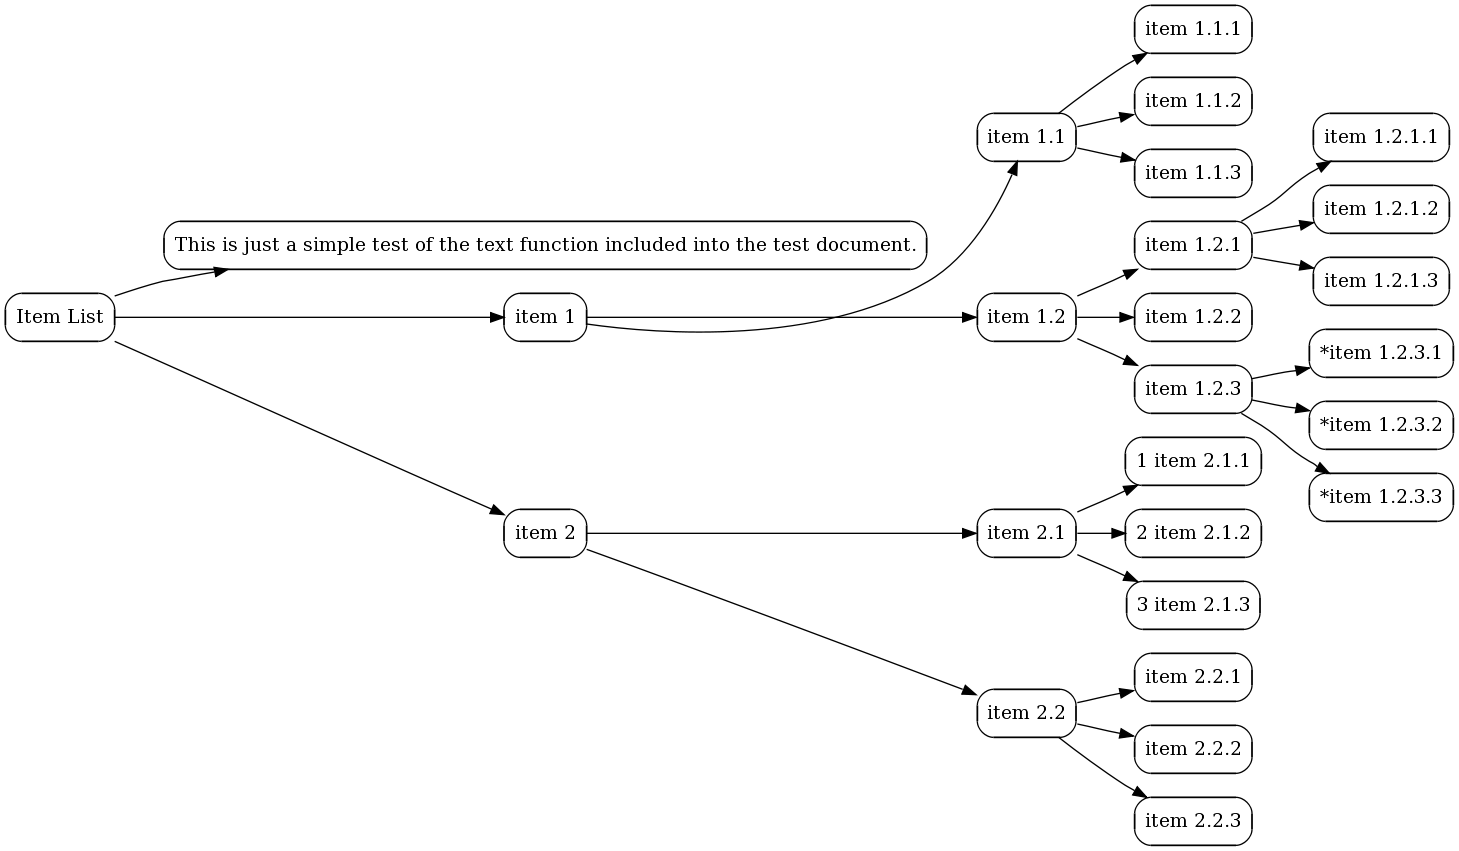 Item List
This is just a simple test of the text function included into the test document.
item 1
item 1.1
item 1.1.1
item 1.1.2
item 1.1.3
item 1.2
item 1.2.1
item 1.2.1.1
item 1.2.1.2
item 1.2.1.3
item 1.2.2
item 1.2.3
*item 1.2.3.1
*item 1.2.3.2
*item 1.2.3.3
item 2
item 2.1
1 item 2.1.1
2 item 2.1.2
3 item 2.1.3
item 2.2
item 2.2.1
item 2.2.2
item 2.2.3